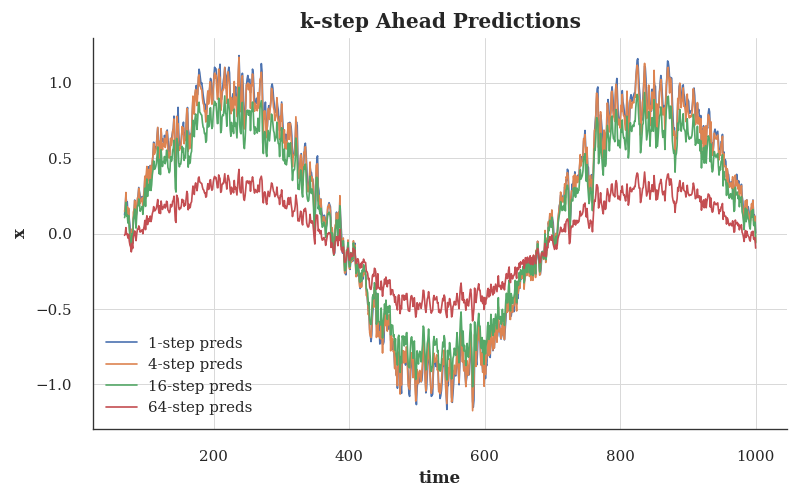 k-step Ahead Predictions
x
1.0
0.5
0.0
−0.5
−1.0
1-step preds
4-step preds
16-step preds
64-step preds
200
400
600
800
1000
time